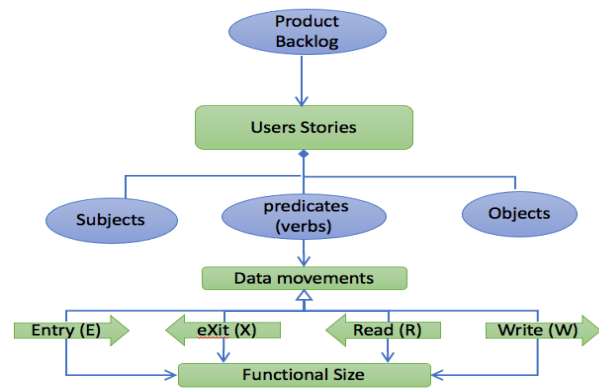 Product
Backlog
Users Stories
Subjects
predicates
(verbs)
Objects
Data movements
Entry (E)
eXit (X)
Read (R)
Write (W)
Functional Size